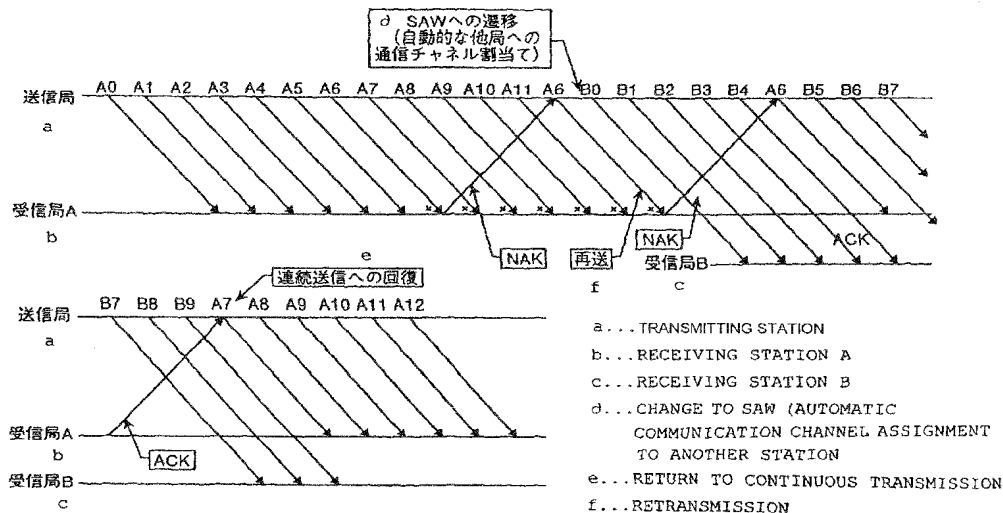 d SAWへの遷移
(自動的な他局への
通信チャネル割当て)
A0 A1 A2 A3 A4 A5 A6 A7 A8 A9 A10 A11 A6 B0 B1 B2 B3 B4 A6 B5 B6 B7
送信局
a
受信局A
b
NAK
再送
NAK
ACK
受信局B
e
f
c
連続送信への回復
B7 B8 B9 A7 A8 A9 A10 A11 A12
送信局
a
受信局A
b
ACK
受信局B
c
a...TRANSMITTING STATION
b...RECEIVING STATION A
c...RECEIVING STATION B
d...CHANGE TO SAW (AUTOMATIC
COMMUNICATION CHANNEL ASSIGNMENT
TO ANOTHER STATION
e...RETURN TO CONTINUOUS TRANSMISSION
f...RETRANSMISSION